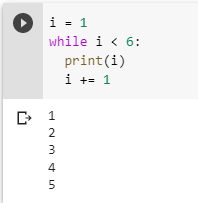 i = 1
while i < 6:
  print(i)
  i += 1
1
2
3
4
5